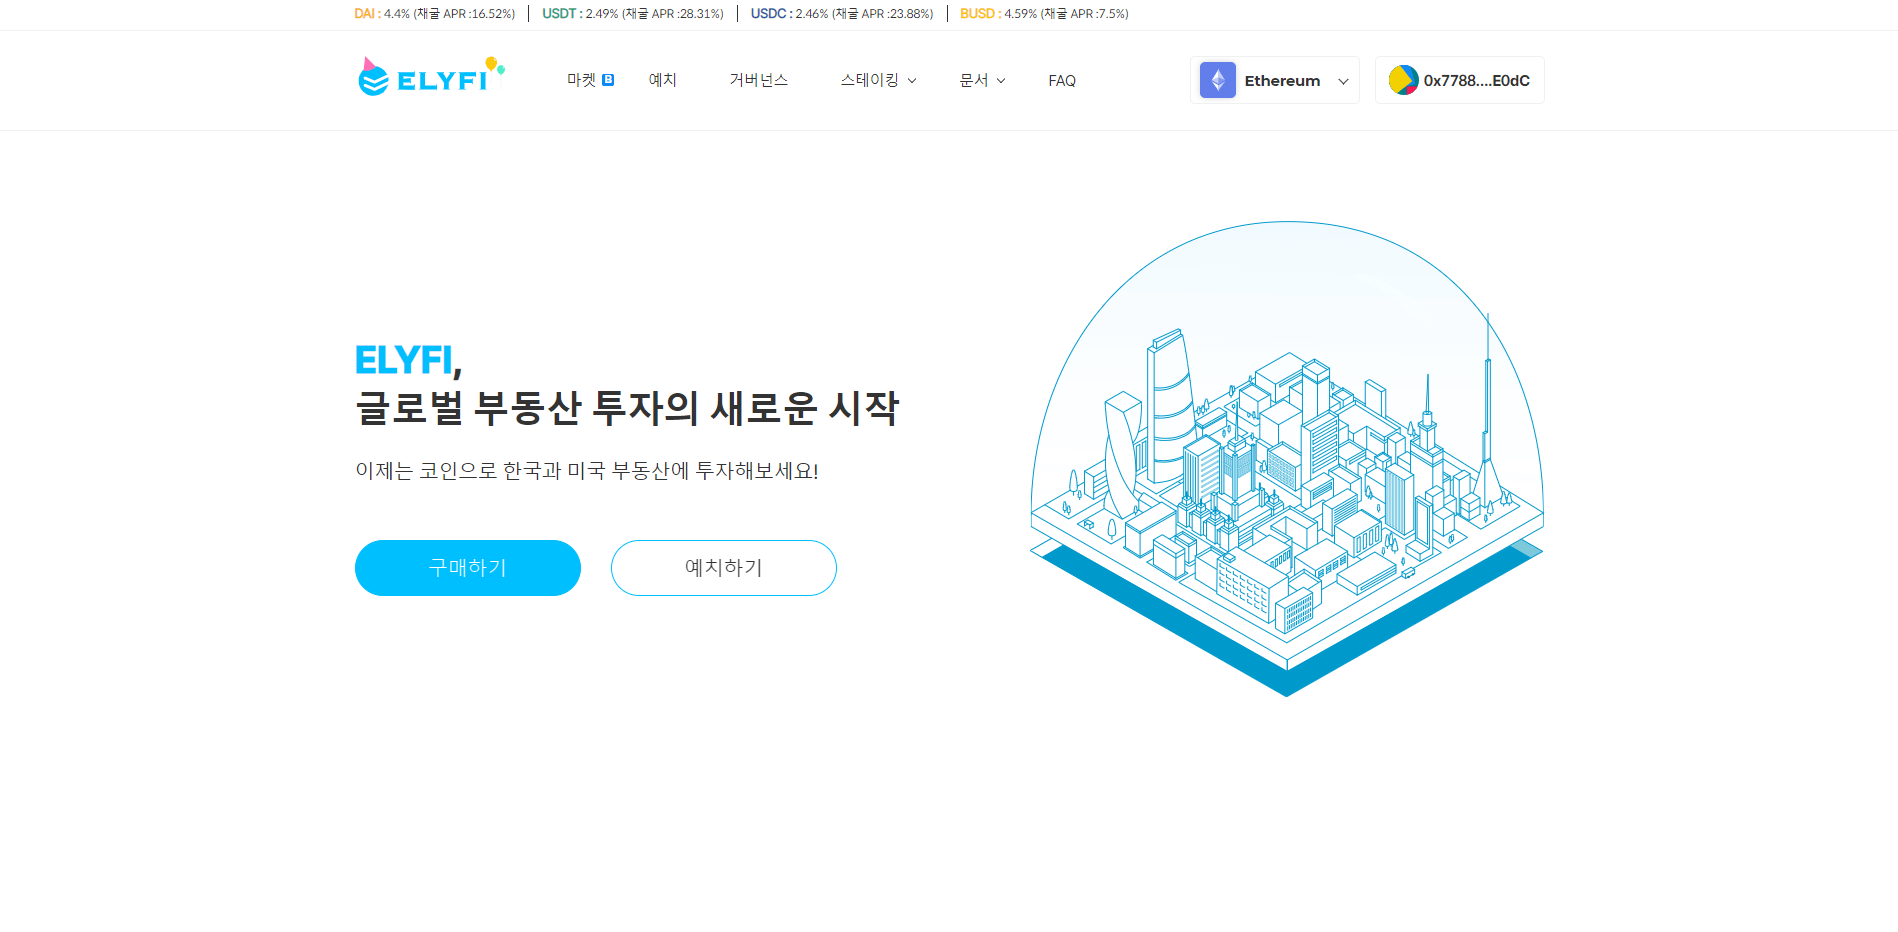 DAI : 4.4% (채굴 APR :16.52%) USDT : 2.49% (채굴 APR :28.31%) USDC : 2.46% (채굴 APR :23.88%) BUSD : 4.59% (채굴 APR :7.5%)
ELYFI 마켓 B 예치 거버넌스 스테이킹 문서 FAQ Ethereum 0x7788....E0dC
ELYFI,
글로벌 부동산 투자의 새로운 시작
이제는 코인으로 한국과 미국 부동산에 투자해보세요!
구매하기 예치하기